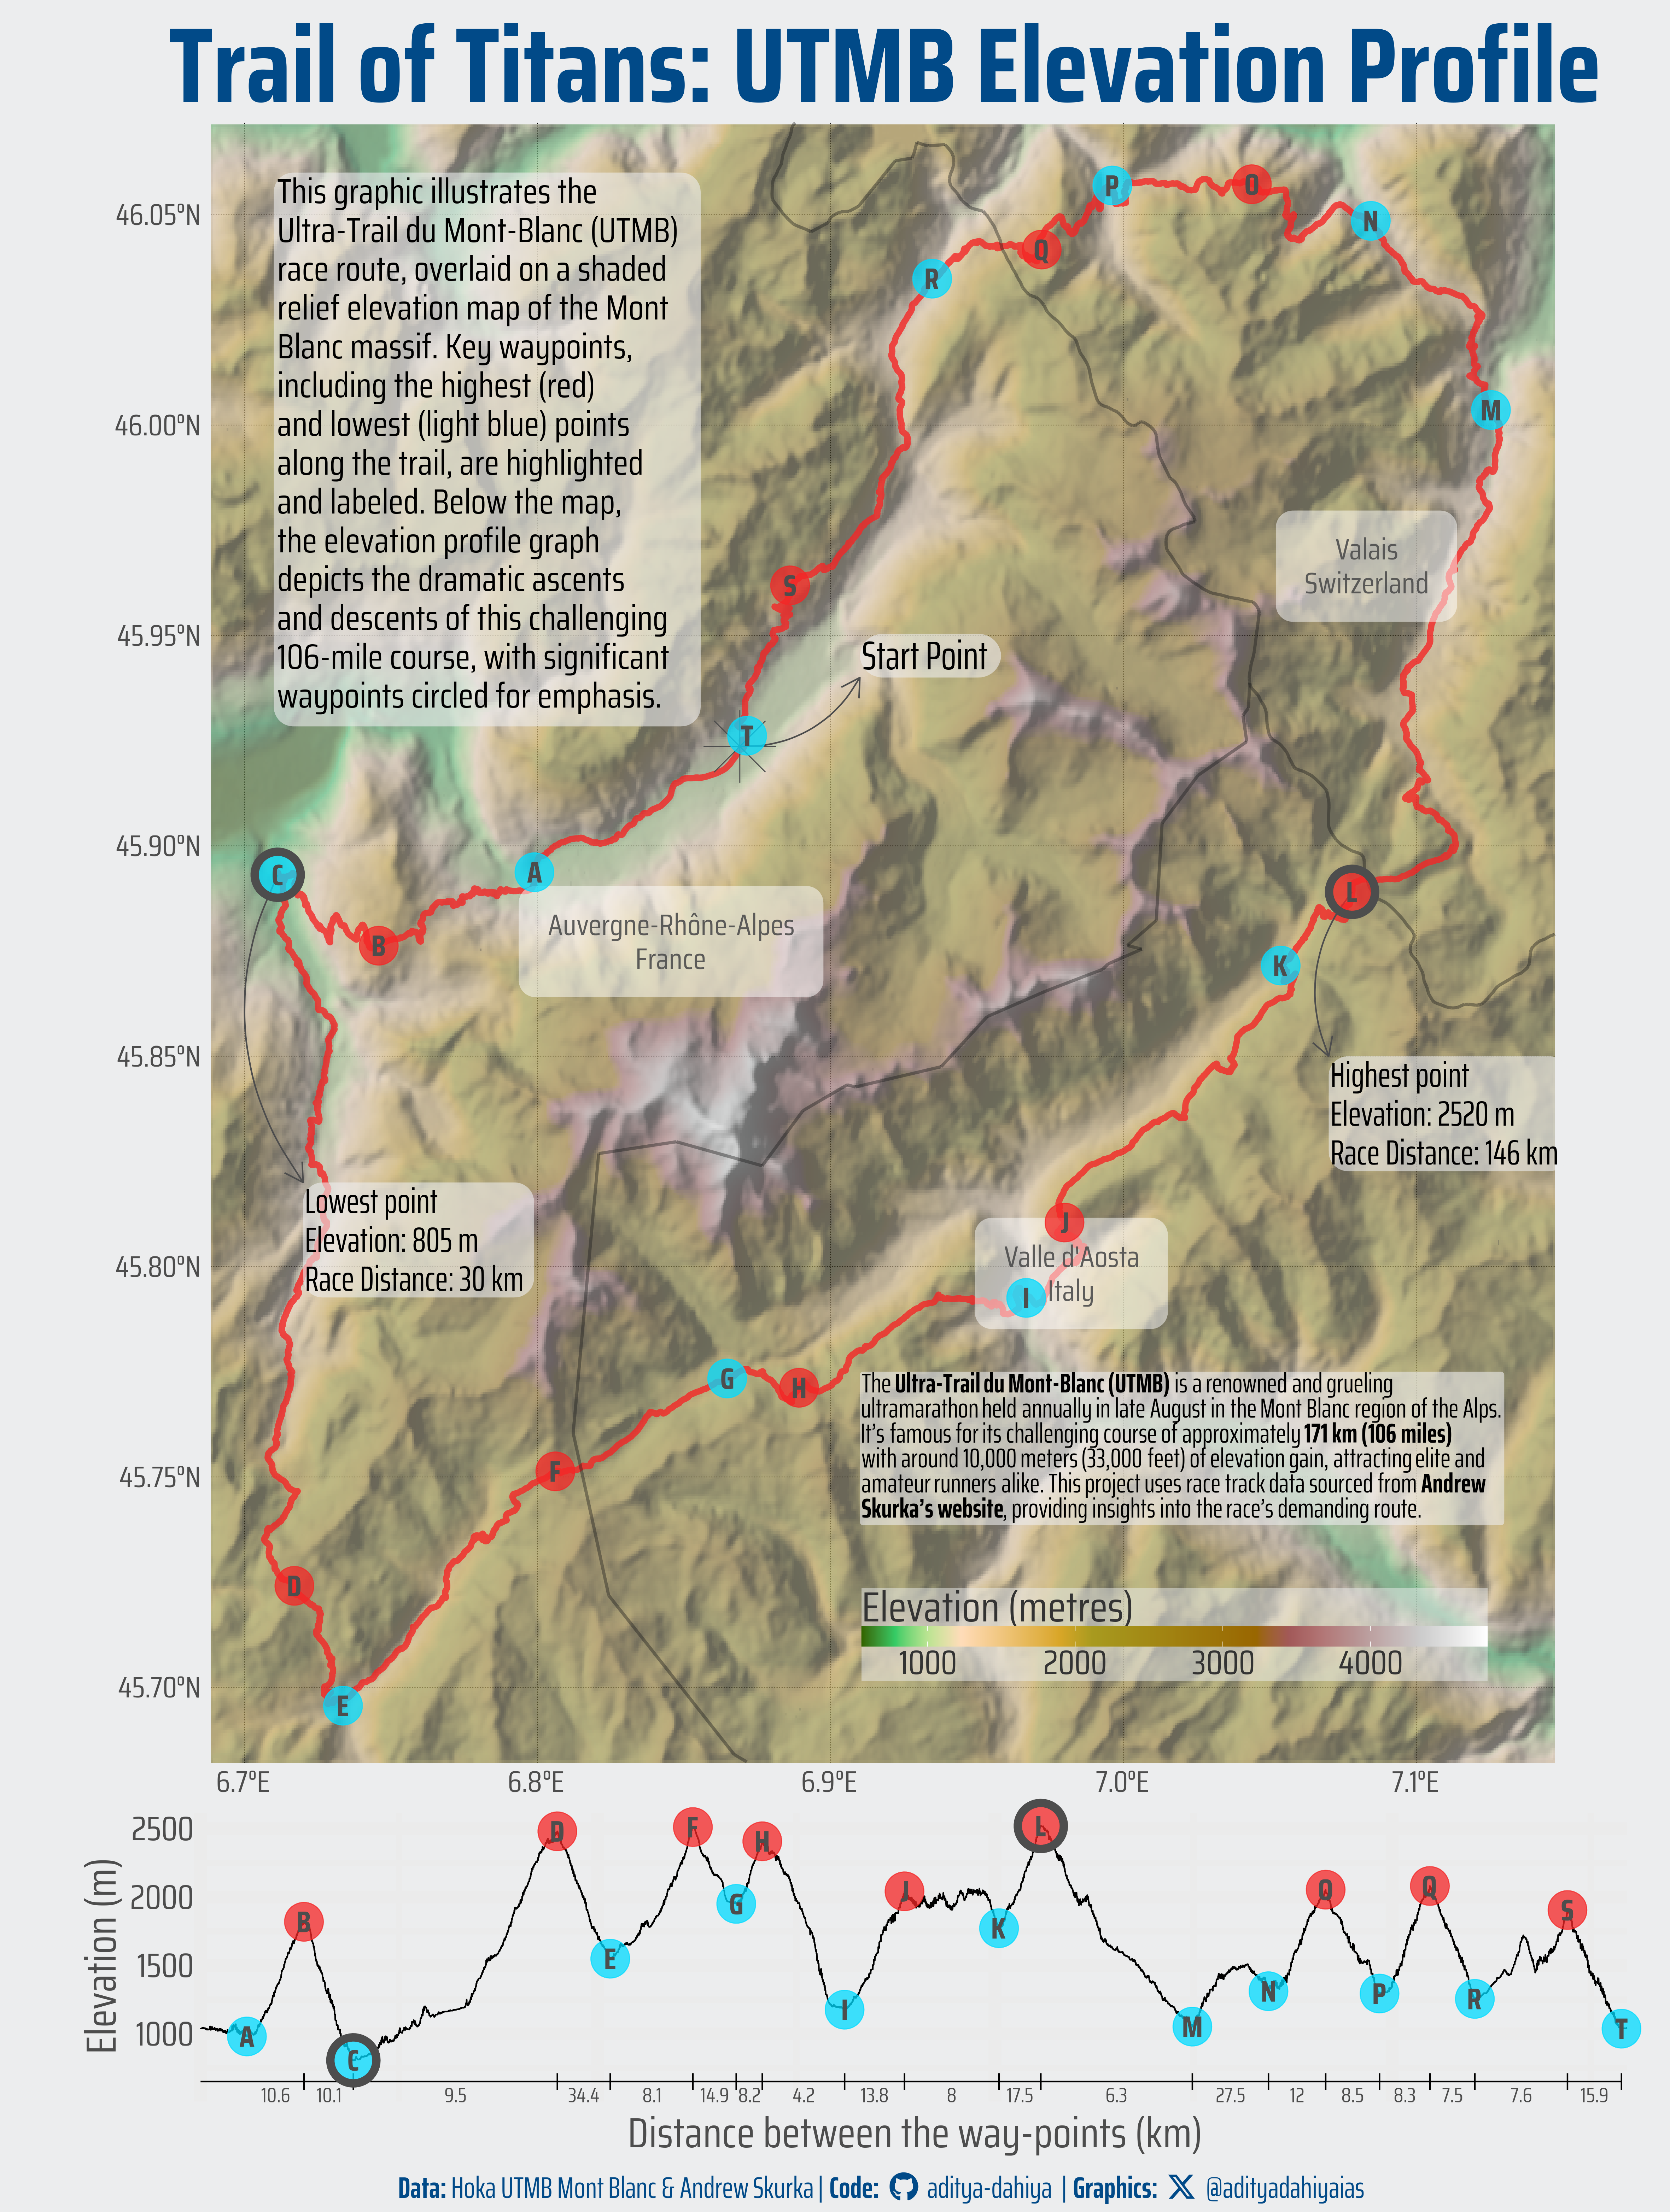 Trail of Titans: UTMB Elevation Profile
This graphic illustrates the
Ultra-Trail du Mont-Blanc (UTMB)
race route, overlaid on a shaded
relief elevation map of the Mont
Blanc massif. Key waypoints,
including the highest (red)
and lowest (light blue) points
along the trail, are highlighted
and labeled. Below the map,
the elevation profile graph
depicts the dramatic ascents
and descents of this challenging
106-mile course, with significant
waypoints circled for emphasis.
46.05°N
46.00°N
45.95°N
45.90°N
45.85°N
45.80°N
45.75°N
45.70°N
P
O
N
Q
R
M
Valais
Switzerland
S
Start Point
T
C
A
B
L
Auvergne-Rhône-Alpes
France
K
Highest point
Elevation: 2520 m
Race Distance: 146 km
Lowest point
Elevation: 805 m
Race Distance: 30 km
J
Valle d'Aosta
Italy
I
G
H
F
D
E
The Ultra-Trail du Mont-Blanc (UTMB) is a renowned and grueling
ultramarathon held annually in late August in the Mont Blanc region of the Alps.
It's famous for its challenging course of approximately 171 km (106 miles)
with around 10,000 meters (33,000 feet) of elevation gain, attracting elite and
amateur runners alike. This project uses race track data sourced from Andrew
Skurka's website, providing insights into the race's demanding route.
Elevation (metres)
1000 2000 3000 4000
6.7°E 6.8°E 6.9°E 7.0°E 7.1°E
Elevation (m)
2500
2000
1500
1000
A B C D E F G H I J K L M N O P Q R S T
10.6 10.1 9.5 34.4 8.1 14.9 8.2 4.2 13.8 8 17.5 6.3 27.5 12 8.5 8.3 7.5 7.6 15.9
Distance between the way-points (km)
Data: Hoka UTMB Mont Blanc & Andrew Skurka | Code: aditya-dahiya | Graphics: @adityadahiyaias